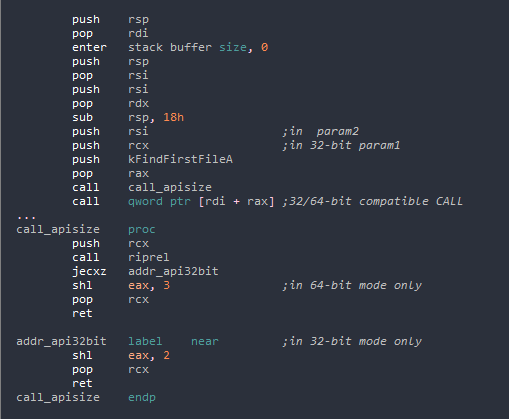 push rsp
pop rdi
enter stack buffer size, 0
push rsp
pop rsi
push rsi
pop rdx
sub rsp, 18h
push rsi ;in param2
push rcx ;in 32-bit param1
push kFindFirstFileA
pop rax
call call_apisize
call qword ptr [rdi + rax] ;32/64-bit compatible CALL
...
call_apisize proc
push rcx
call riprel
jecxz addr_api32bit
shl eax, 3 ;in 64-bit mode only
pop rcx
ret
addr_api32bit label near ;in 32-bit mode only
shl eax, 2
pop rcx
ret
call_apisize endp